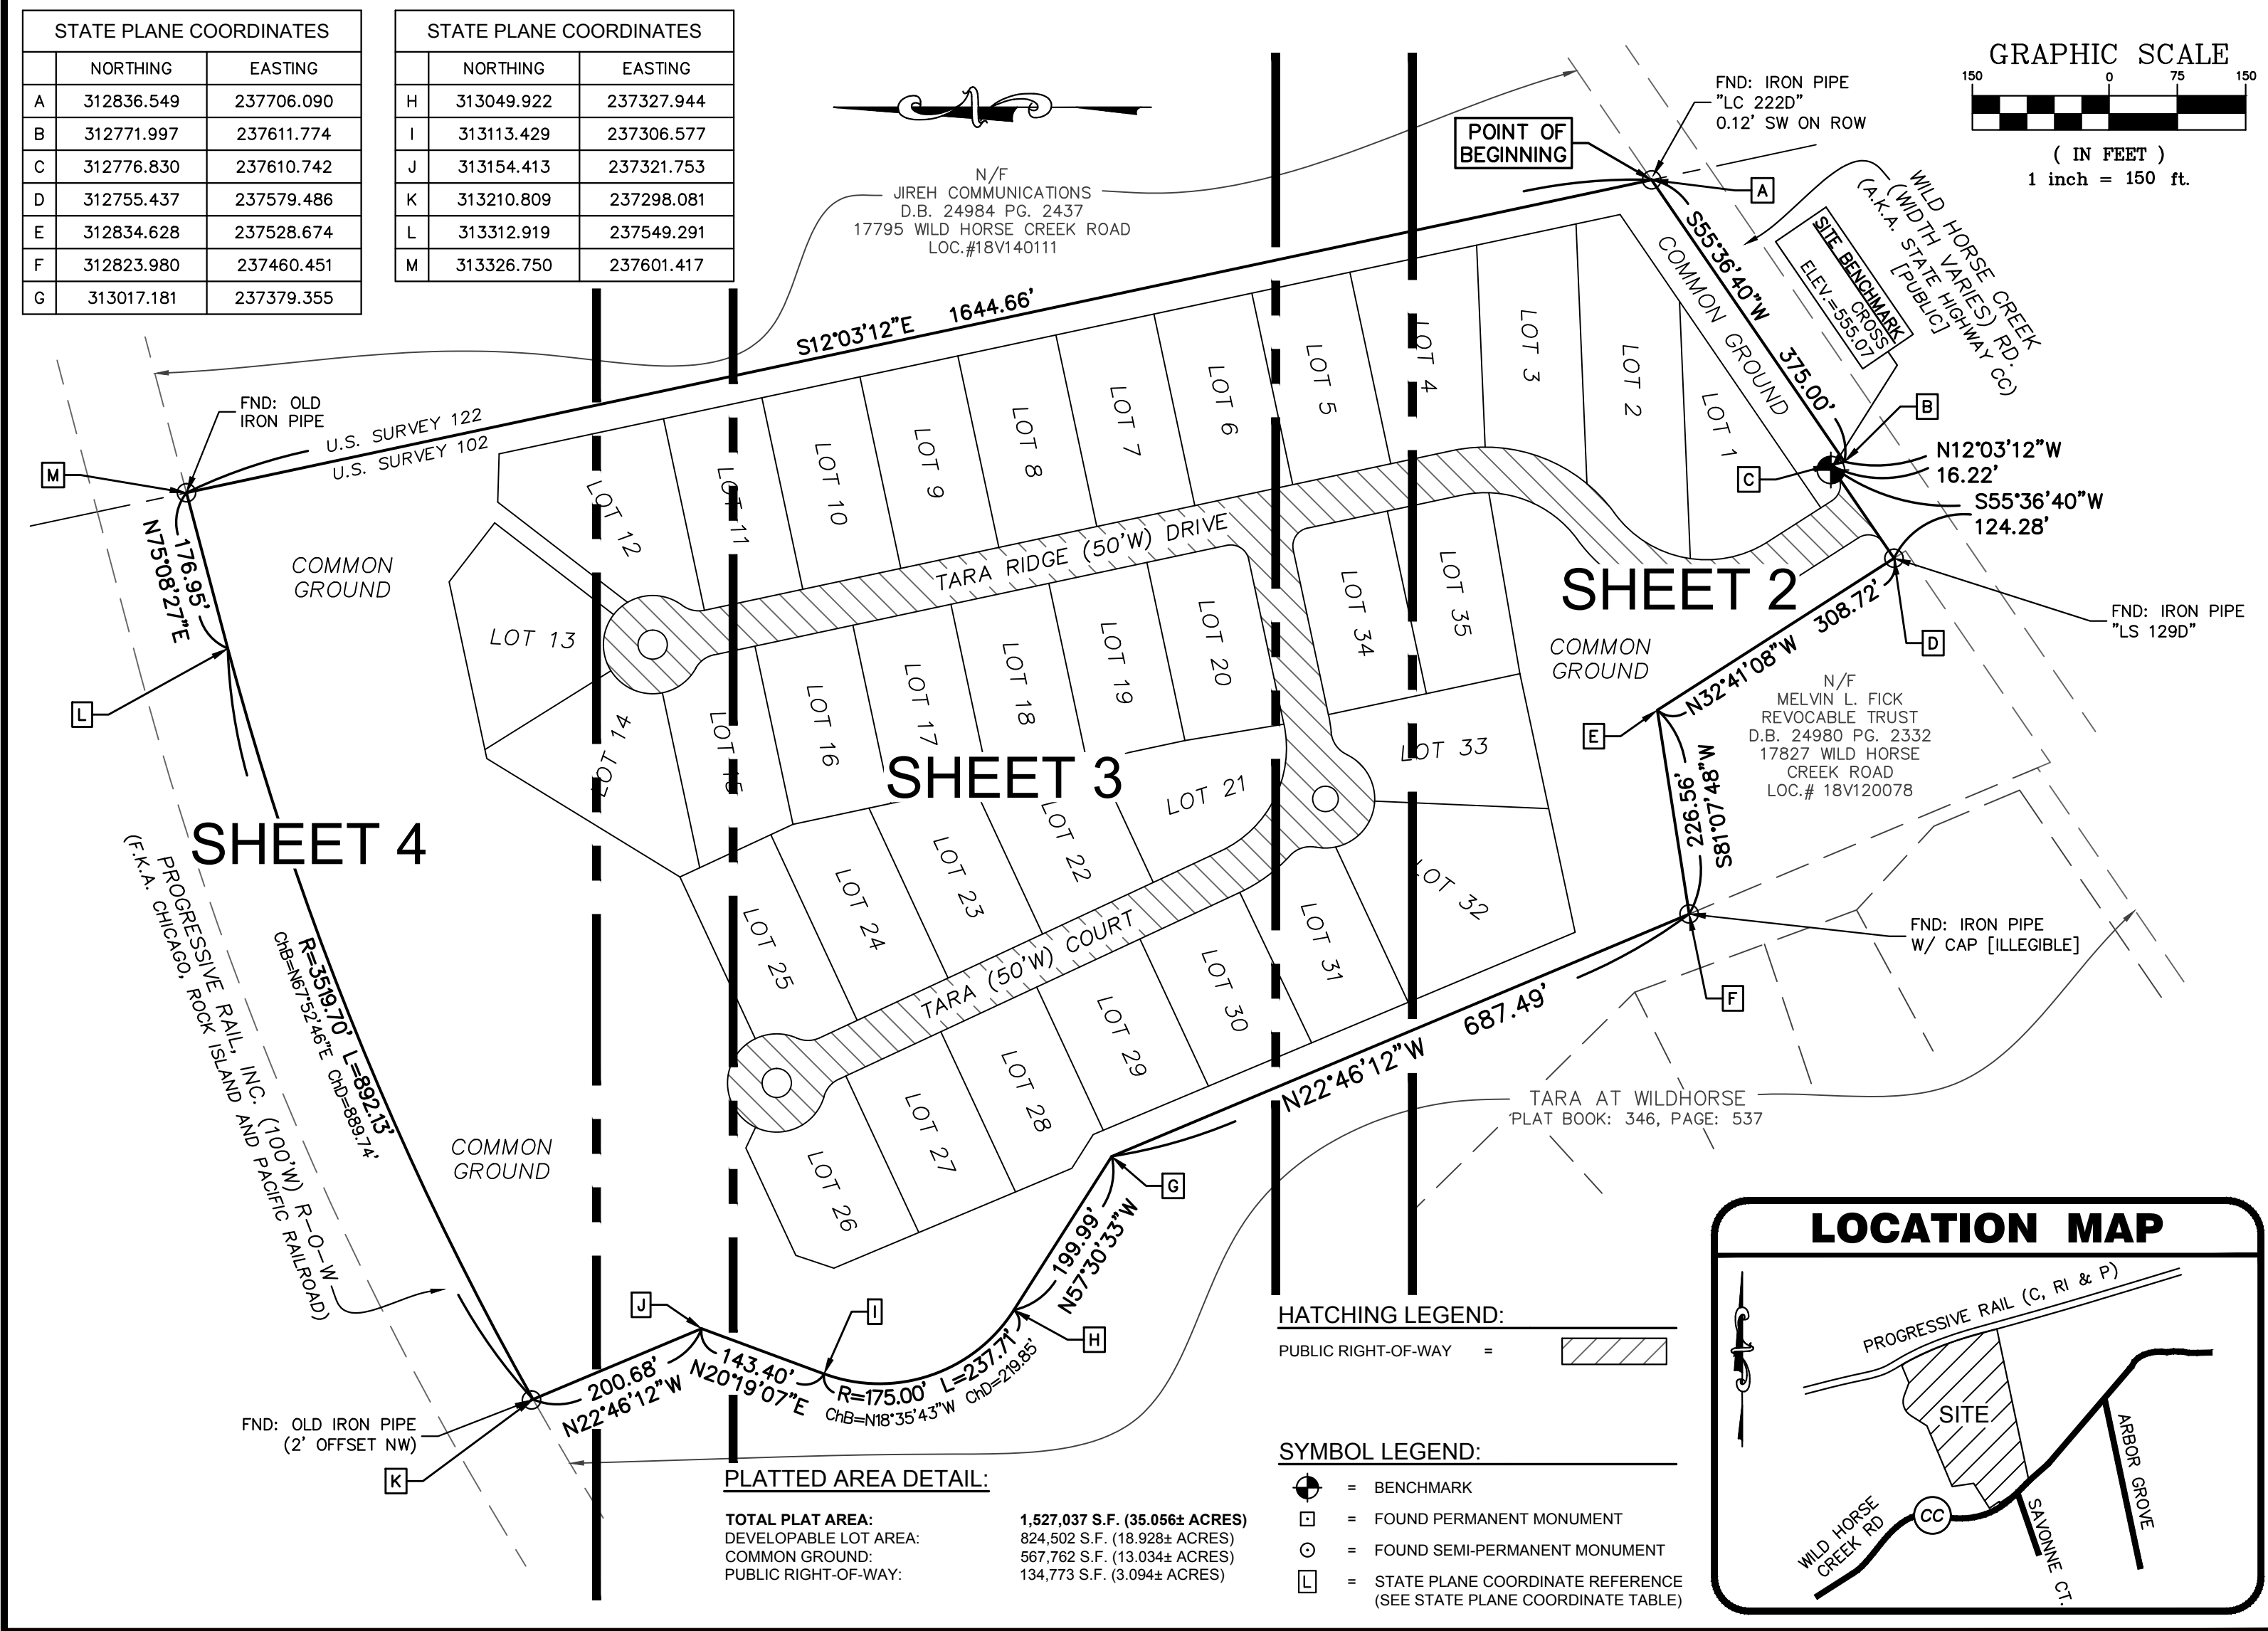 STATE PLANE COORDINATES
NORTHING EASTING
A 312836.549 237706.090
B 312771.997 237611.774
C 312776.830 237610.742
D 312755.437 237579.486
E 312834.628 237528.674
F 312823.980 237460.451
G 313017.181 237379.355
STATE PLANE COORDINATES
NORTHING EASTING
H 313049.922 237327.944
I 313113.429 237306.577
J 313154.413 237321.753
K 313210.809 237298.081
L 313312.919 237549.291
M 313326.750 237601.417
N/F
JIREH COMMUNICATIONS
D.B. 24984 PG. 2437
17795 WILD HORSE CREEK ROAD
LOC.#18V140111
POINT OF
BEGINNING
FND: IRON PIPE
"LC 222D"
0.12' SW ON ROW
A
GRAPHIC SCALE
150 0 75 150
( IN FEET )
1 inch = 150 ft.
WILD HORSE CREEK
(WIDTH VARIES) RD.
(A.K.A. STATE HIGHWAY CC)
[PUBLIC]
SITE BENCHMARK
CROSS
ELEV.=555.07
S55°36'40"W 375.00'
COMMON GROUND
B
N12°03'12"W
16.22'
C
S55°36'40"W
124.28'
FND: IRON PIPE
"LS 129D"
D
N32°41'08"W 308.72'
E
N/F
MELVIN L. FICK
REVOCABLE TRUST
D.B. 24980 PG. 2332
17827 WILD HORSE
CREEK ROAD
LOC.# 18V120078
226.56'
S81°07'48"W
FND: IRON PIPE
W/ CAP [ILLEGIBLE]
F
S12°03'12"E 1644.66'
U.S. SURVEY 122
U.S. SURVEY 102
FND: OLD
IRON PIPE
M
176.95'
N75°08'27"E
L
COMMON
GROUND
SHEET 4
SHEET 3
SHEET 2
COMMON
GROUND
LOT 1
LOT 2
LOT 3
LOT 4
LOT 5
LOT 6
LOT 7
LOT 8
LOT 9
LOT 10
LOT 11
LOT 12
LOT 13
LOT 14
LOT 15
LOT 16
LOT 17
LOT 18
LOT 19
LOT 20
LOT 21
LOT 22
LOT 23
LOT 24
LOT 25
LOT 26
LOT 27
LOT 28
LOT 29
LOT 30
LOT 31
LOT 32
LOT 33
LOT 34
LOT 35
TARA RIDGE (50'W) DRIVE
TARA (50'W) COURT
R=3519.70' L=892.13'
ChB=N67°52'46"E ChD=889.74'
PROGRESSIVE RAIL, INC. (100'W) R-O-W
(F.K.A. CHICAGO, ROCK ISLAND AND PACIFIC RAILROAD)
COMMON
GROUND
N22°46'12"W 687.49'
TARA AT WILDHORSE
PLAT BOOK: 346, PAGE: 537
G
199.99'
N57°30'33"W
H
R=175.00' L=237.71'
ChB=N18°35'43"W ChD=219.85'
I
J
143.40'
N20°19'07"E
200.68'
N22°46'12"W
FND: OLD IRON PIPE
(2' OFFSET NW)
K
PLATTED AREA DETAIL:
TOTAL PLAT AREA: 1,527,037 S.F. (35.056± ACRES)
DEVELOPABLE LOT AREA: 824,502 S.F. (18.928± ACRES)
COMMON GROUND: 567,762 S.F. (13.034± ACRES)
PUBLIC RIGHT-OF-WAY: 134,773 S.F. (3.094± ACRES)
HATCHING LEGEND:
PUBLIC RIGHT-OF-WAY =
SYMBOL LEGEND:
= BENCHMARK
= FOUND PERMANENT MONUMENT
= FOUND SEMI-PERMANENT MONUMENT
L = STATE PLANE COORDINATE REFERENCE
(SEE STATE PLANE COORDINATE TABLE)
LOCATION MAP
PROGRESSIVE RAIL (C, RI & P)
SITE
ARBOR GROVE
SAVONNE CT.
CC
WILD HORSE
CREEK RD